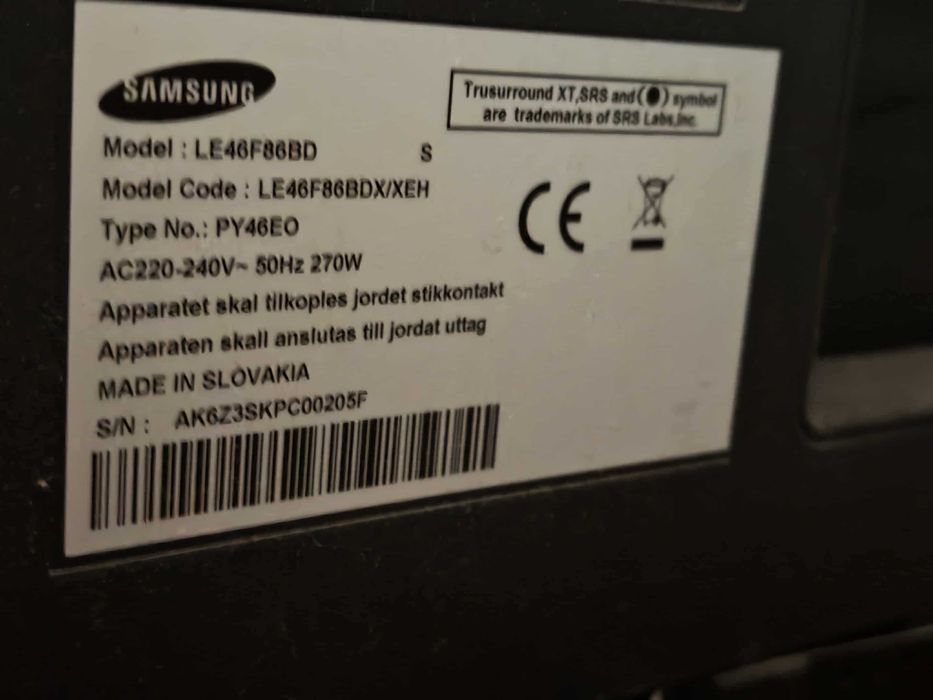 SAMSUNG
Trusurround XT,SRS and(●) symbol
are trademarks of SRS Labs,Inc.
Model : LE46F86BD S
Model Code : LE46F86BDX/XEH
Type No.: PY46EO
AC220-240V~ 50Hz 270W
Apparatet skal tilkoples jordet stikkontakt
Apparaten skall anslutas till jordat uttag
MADE IN SLOVAKIA
S/N : AK6Z3SKPC00205F
CE